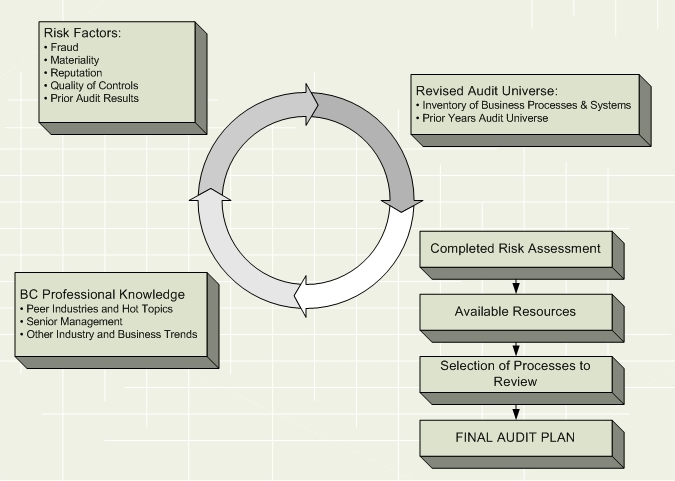 Risk Factors:
• Fraud
• Materiality
• Reputation
• Quality of Controls
• Prior Audit Results
Revised Audit Universe:
• Inventory of Business Processes & Systems
• Prior Years Audit Universe
BC Professional Knowledge
• Peer Industries and Hot Topics
• Senior Management
• Other Industry and Business Trends
Completed Risk Assessment
Available Resources
Selection of Processes to
Review
FINAL AUDIT PLAN